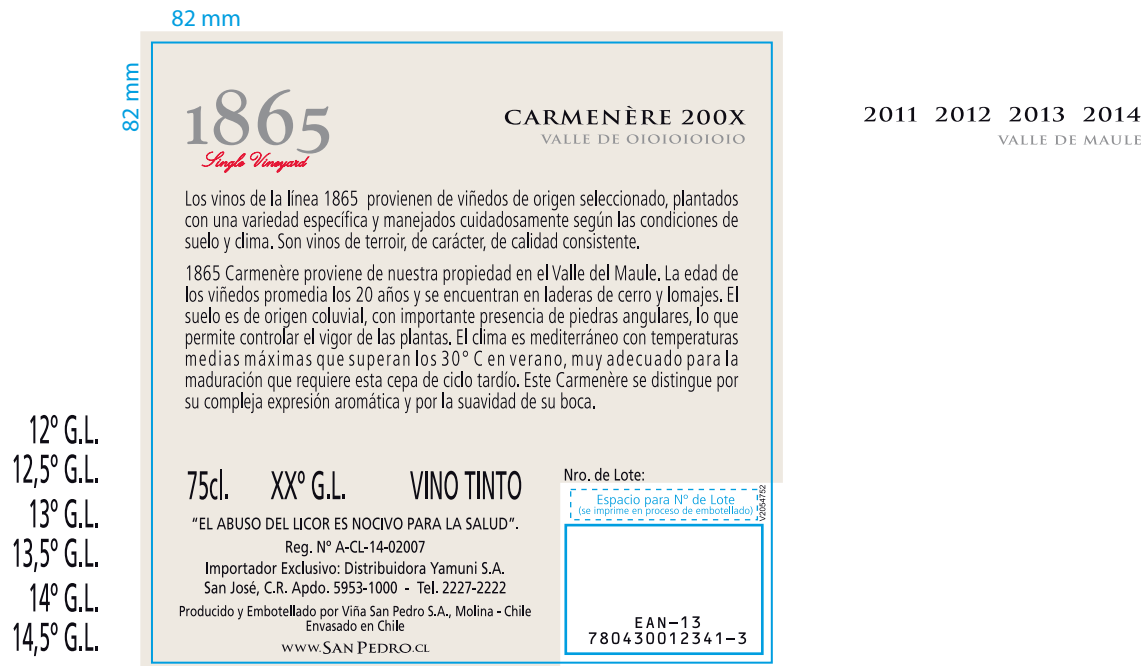 82 mm
82 mm
1865
Single Vineyard
CARMENÈRE 200X
VALLE DE OIOIOIOIOIO
2011 2012 2013 2014
VALLE DE MAULE
Los vinos de la línea 1865 provienen de viñedos de origen seleccionado, plantados
con una variedad específica y manejados cuidadosamente según las condiciones de
suelo y clima. Son vinos de terroir, de carácter, de calidad consistente.
1865 Carmenère proviene de nuestra propiedad en el Valle del Maule. La edad de
los viñedos promedia los 20 años y se encuentran en laderas de cerro y lomajes. El
suelo es de origen coluvial, con importante presencia de piedras angulares, lo que
permite controlar el vigor de las plantas. El clima es mediterráneo con temperaturas
medias máximas que superan los 30° C en verano, muy adecuado para la
maduración que requiere esta cepa de ciclo tardío. Este Carmenère se distingue por
su compleja expresión aromática y por la suavidad de su boca.
12º G.L.
12,5º G.L.
13º G.L.
13,5º G.L.
14º G.L.
14,5º G.L.
75cl. XXº G.L. VINO TINTO
"EL ABUSO DEL LICOR ES NOCIVO PARA LA SALUD".
Reg. Nº A-CL-14-02007
Importador Exclusivo: Distribuidora Yamuni S.A.
San José, C.R. Apdo. 5953-1000 - Tel. 2227-2222
Producido y Embotellado por Viña San Pedro S.A., Molina - Chile
Envasado en Chile
WWW.SAN PEDRO.CL
Nro. de Lote:
Espacio para Nº de Lote
(se imprime en proceso de embotellado)
V2054752
EAN-13
780430012341-3